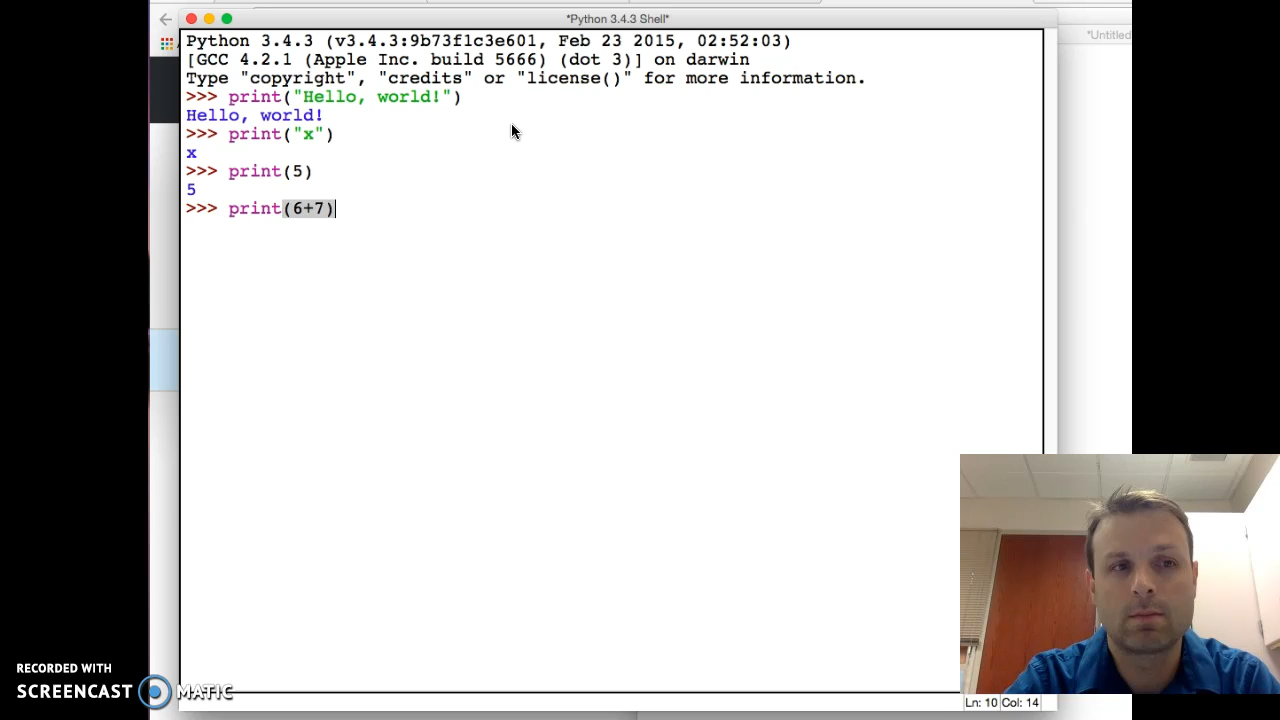 *Python 3.4.3 Shell*
*Untitled
Python 3.4.3 (v3.4.3:9b73f1c3e601, Feb 23 2015, 02:52:03)
[GCC 4.2.1 (Apple Inc. build 5666) (dot 3)] on darwin
Type "copyright", "credits" or "license()" for more information.
>>> print("Hello, world!")
Hello, world!
>>> print("x")
x
>>> print(5)
5
>>> print(6+7)
RECORDED WITH
SCREENCAST MATIC
Ln: 10 Col: 14